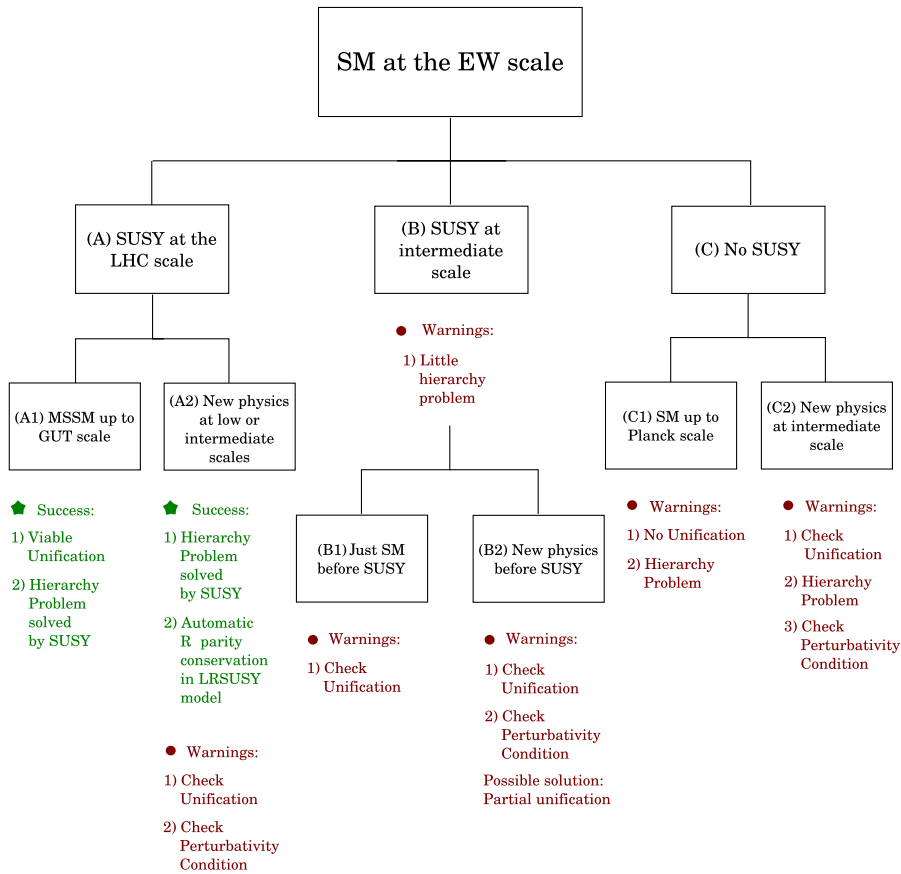 SM at the EW scale
(A) SUSY at the
LHC scale
(B) SUSY at
intermediate
scale
(C) No SUSY
Warnings:
1) Little
hierarchy
problem
(A1) MSSM up to
GUT scale
(A2) New physics
at low or
intermediate
scales
(C1) SM up to
Planck scale
(C2) New physics
at intermediate
scale
Success:
1) Viable
Unification
2) Hierarchy
Problem
solved
by SUSY
Success:
1) Hierarchy
Problem
solved
by SUSY
2) Automatic
R parity
conservation
in LRSUSY
model
Warnings:
1) Check
Unification
2) Check
Perturbativity
Condition
(B1) Just SM
before SUSY
(B2) New physics
before SUSY
Warnings:
1) Check
Unification
Warnings:
1) Check
Unification
2) Check
Perturbativity
Condition
Possible solution:
Partial unification
Warnings:
1) No Unification
2) Hierarchy
Problem
Warnings:
1) Check
Unification
2) Hierarchy
Problem
3) Check
Perturbativity
Condition